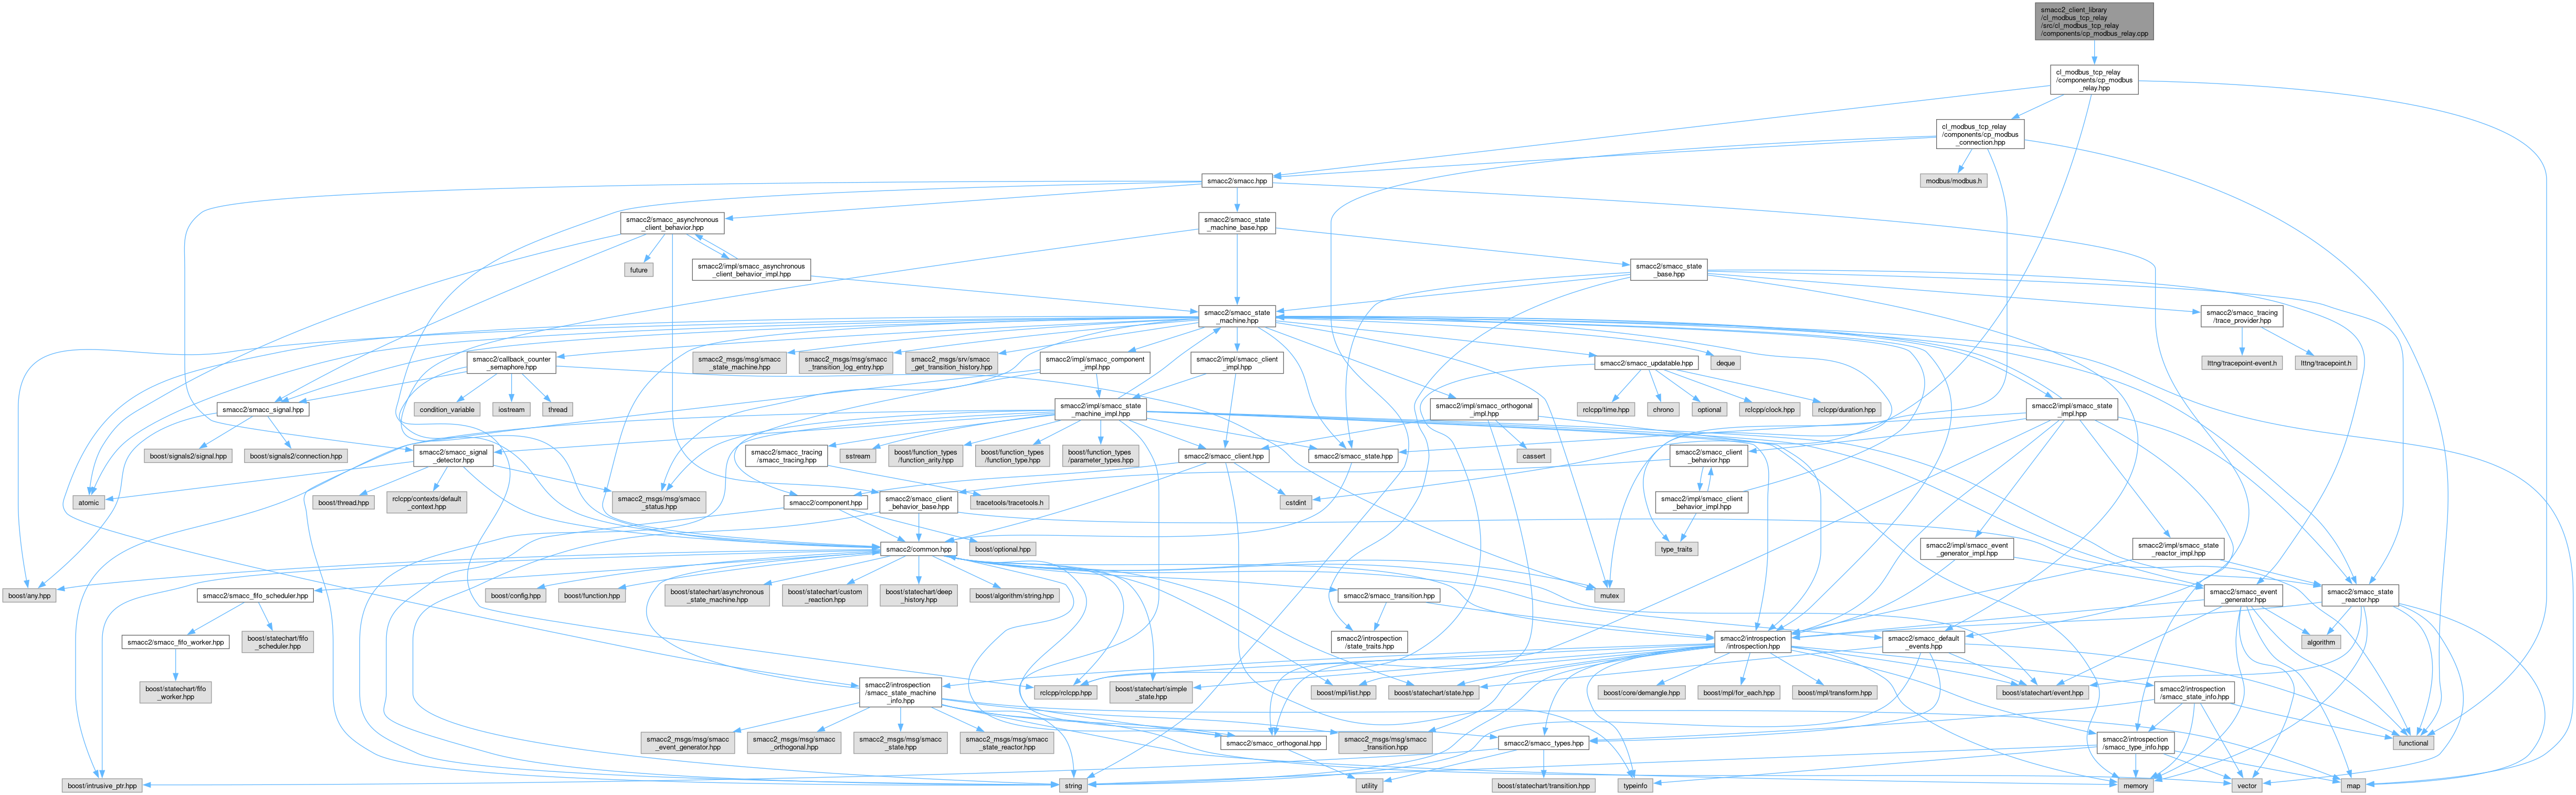 smacc2_client_library
/cl_modbus_tcp_relay
/src/cl_modbus_tcp_relay
/components/cp_modbus_relay.cpp
cl_modbus_tcp_relay
/components/cp_modbus
_relay.hpp
cl_modbus_tcp_relay
/components/cp_modbus
_connection.hpp
smacc2/smacc.hpp
modbus/modbus.h
smacc2/smacc_asynchronous
_client_behavior.hpp
smacc2/smacc_state
_machine_base.hpp
future
smacc2/impl/smacc_asynchronous
_client_behavior_impl.hpp
smacc2/smacc_state
_base.hpp
smacc2/smacc_state
_machine.hpp
smacc2/smacc_tracing
/trace_provider.hpp
smacc2/callback_counter
_semaphore.hpp
smacc2_msgs/msg/smacc
_state_machine.hpp
smacc2_msgs/msg/smacc
_transition_log_entry.hpp
smacc2_msgs/srv/smacc
_get_transition_history.hpp
smacc2/impl/smacc_component
_impl.hpp
smacc2/impl/smacc_client
_impl.hpp
smacc2/smacc_updatable.hpp
deque
lttng/tracepoint-event.h
lttng/tracepoint.h
smacc2/smacc_signal.hpp
condition_variable
iostream
thread
smacc2/impl/smacc_state
_machine_impl.hpp
smacc2/impl/smacc_orthogonal
_impl.hpp
rclcpp/time.hpp
chrono
optional
rclcpp/clock.hpp
rclcpp/duration.hpp
smacc2/impl/smacc_state
_impl.hpp
boost/signals2/signal.hpp
boost/signals2/connection.hpp
smacc2/smacc_signal
_detector.hpp
smacc2/smacc_tracing
/smacc_tracing.hpp
sstream
boost/function_types
/function_arity.hpp
boost/function_types
/function_type.hpp
boost/function_types
/parameter_types.hpp
smacc2/smacc_client.hpp
smacc2/smacc_state.hpp
cassert
smacc2/smacc_client
_behavior.hpp
atomic
boost/thread.hpp
rclcpp/contexts/default
_context.hpp
smacc2_msgs/msg/smacc
_status.hpp
smacc2/component.hpp
smacc2/smacc_client
_behavior_base.hpp
tracetools/tracetools.h
cstdint
smacc2/impl/smacc_client
_behavior_impl.hpp
smacc2/common.hpp
boost/optional.hpp
type_traits
smacc2/impl/smacc_event
_generator_impl.hpp
smacc2/impl/smacc_state
_reactor_impl.hpp
boost/any.hpp
smacc2/smacc_fifo_scheduler.hpp
boost/config.hpp
boost/function.hpp
boost/statechart/asynchronous
_state_machine.hpp
boost/statechart/custom
_reaction.hpp
boost/statechart/deep
_history.hpp
boost/algorithm/string.hpp
smacc2/smacc_transition.hpp
mutex
smacc2/smacc_event
_generator.hpp
smacc2/smacc_state
_reactor.hpp
smacc2/smacc_fifo_worker.hpp
boost/statechart/fifo
_scheduler.hpp
smacc2/introspection
/state_traits.hpp
smacc2/introspection
/introspection.hpp
smacc2/smacc_default
_events.hpp
algorithm
boost/statechart/fifo
_worker.hpp
smacc2/introspection
/smacc_state_machine
_info.hpp
rclcpp/rclcpp.hpp
boost/statechart/simple
_state.hpp
boost/mpl/list.hpp
boost/statechart/state.hpp
boost/core/demangle.hpp
boost/mpl/for_each.hpp
boost/mpl/transform.hpp
boost/statechart/event.hpp
smacc2/introspection
/smacc_state_info.hpp
smacc2_msgs/msg/smacc
_event_generator.hpp
smacc2_msgs/msg/smacc
_orthogonal.hpp
smacc2_msgs/msg/smacc
_state.hpp
smacc2_msgs/msg/smacc
_state_reactor.hpp
smacc2/smacc_orthogonal.hpp
smacc2_msgs/msg/smacc
_transition.hpp
smacc2/smacc_types.hpp
smacc2/introspection
/smacc_type_info.hpp
functional
boost/intrusive_ptr.hpp
string
utility
boost/statechart/transition.hpp
typeinfo
memory
vector
map